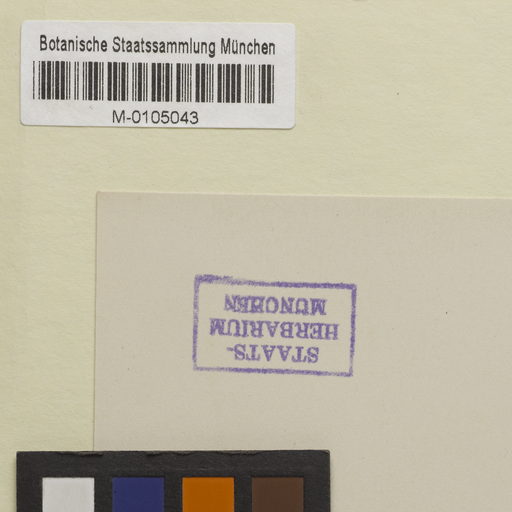 Botanische Staatssammlung München
M-0105043
STAATS-
HERBARIUM
MÜNCHEN